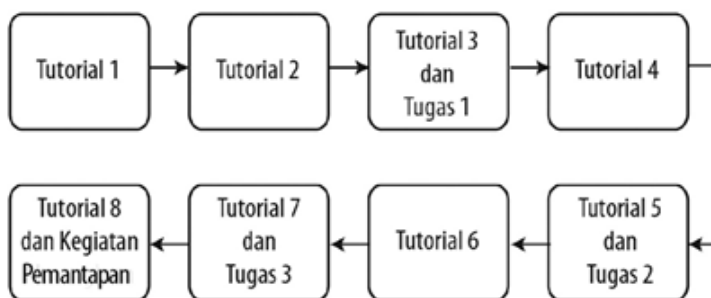 Tutorial 1
Tutorial 2
Tutorial 3
dan
Tugas 1
Tutorial 4
Tutorial 5
dan
Tugas 2
Tutorial 6
Tutorial 7
dan
Tugas 3
Tutorial 8
dan Kegiatan
Pemantapan